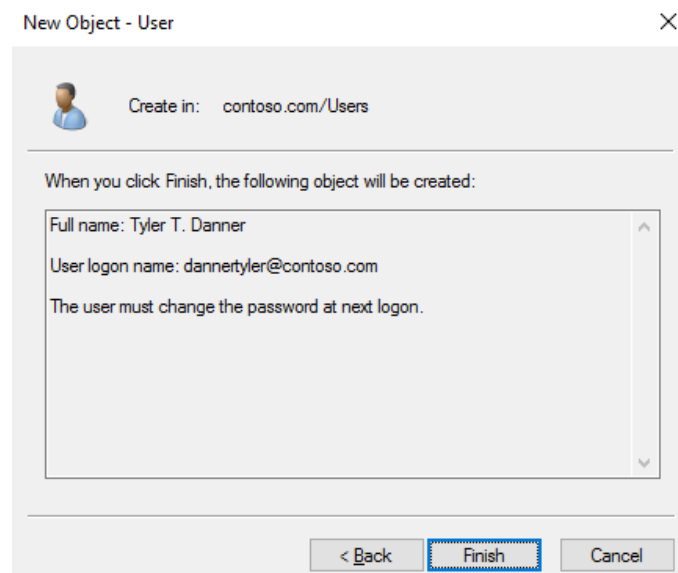 New Object - User
Create in: contoso.com/Users
When you click Finish, the following object will be created:
Full name: Tyler T. Danner
User logon name: dannertyler@contoso.com
The user must change the password at next logon.
< Back
Finish
Cancel